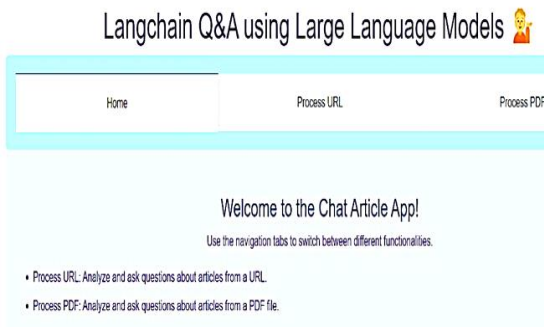 Langchain Q&A using Large Language Models 💁
Home
Process URL
Process PDF
Welcome to the Chat Article App!
Use the navigation tabs to switch between different functionalities.
• Process URL: Analyze and ask questions about articles from a URL.
• Process PDF: Analyze and ask questions about articles from a PDF file.